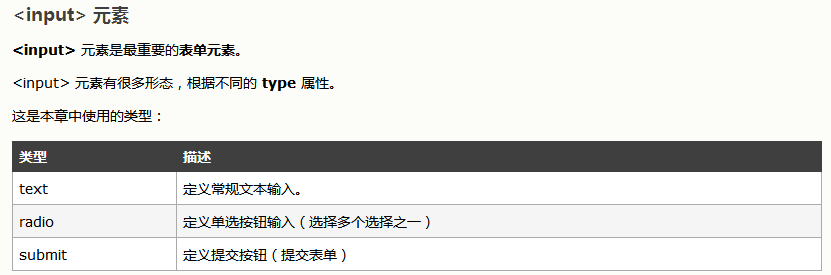 <input> 元素
<input> 元素是最重要的表单元素。
<input> 元素有很多形态，根据不同的 type 属性。
这是本章中使用的类型：
类型 描述
text 定义常规文本输入。
radio 定义单选按钮输入（选择多个选择之一）
submit 定义提交按钮（提交表单）